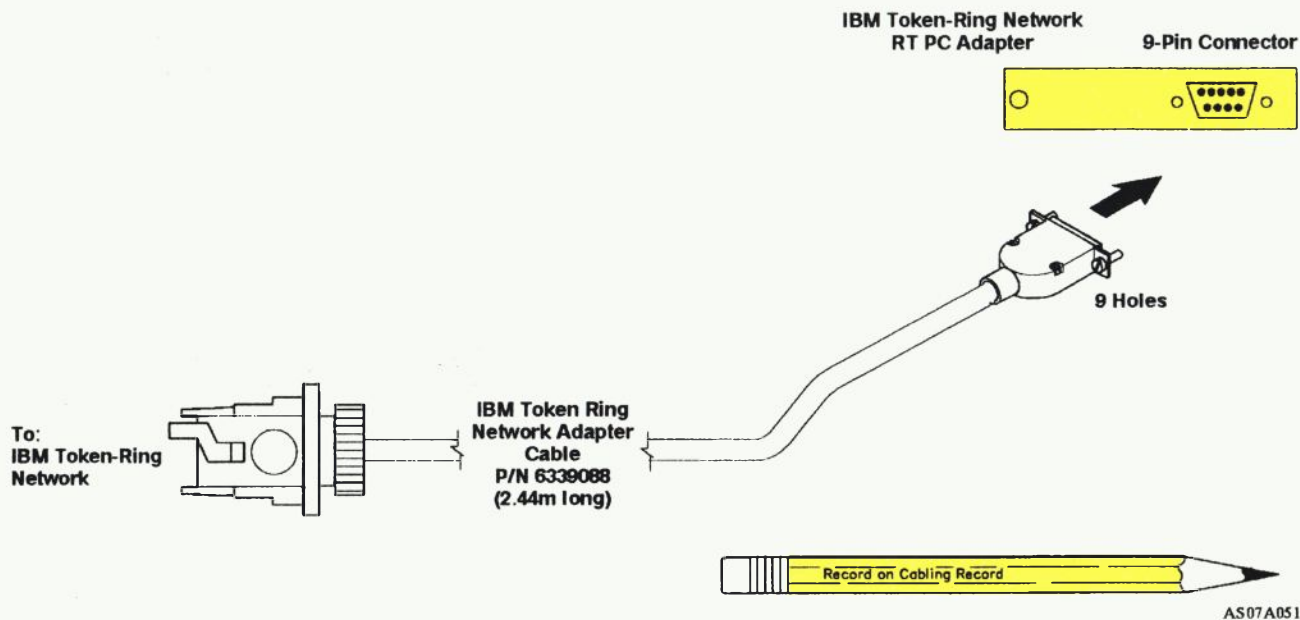 IBM Token-Ring Network
RT PC Adapter
9-Pin Connector
9 Holes
To:
IBM Token-Ring
Network
IBM Token Ring
Network Adapter
Cable
P/N 6339088
(2.44m long)
Record on Cabling Record
AS07A051